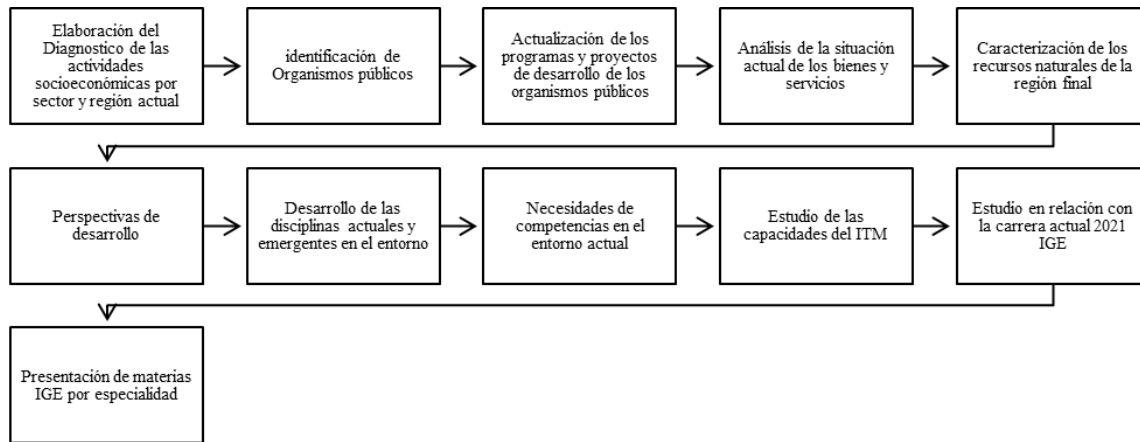 Elaboración del
Diagnostico de las
actividades
socioeconómicas por
sector y región actual
identificación de
Organismos públicos
Actualización de los
programas y proyectos
de desarrollo de los
organismos públicos
Análisis de la situación
actual de los bienes y
servicios
Caracterización de los
recursos naturales de la
región final
Perspectivas de
desarrollo
Desarrollo de las
disciplinas actuales y
emergentes en el entorno
Necesidades de
competencias en el
entorno actual
Estudio de las
capacidades del ITM
Estudio en relación con
la carrera actual 2021
IGE
Presentación de materias
IGE por especialidad